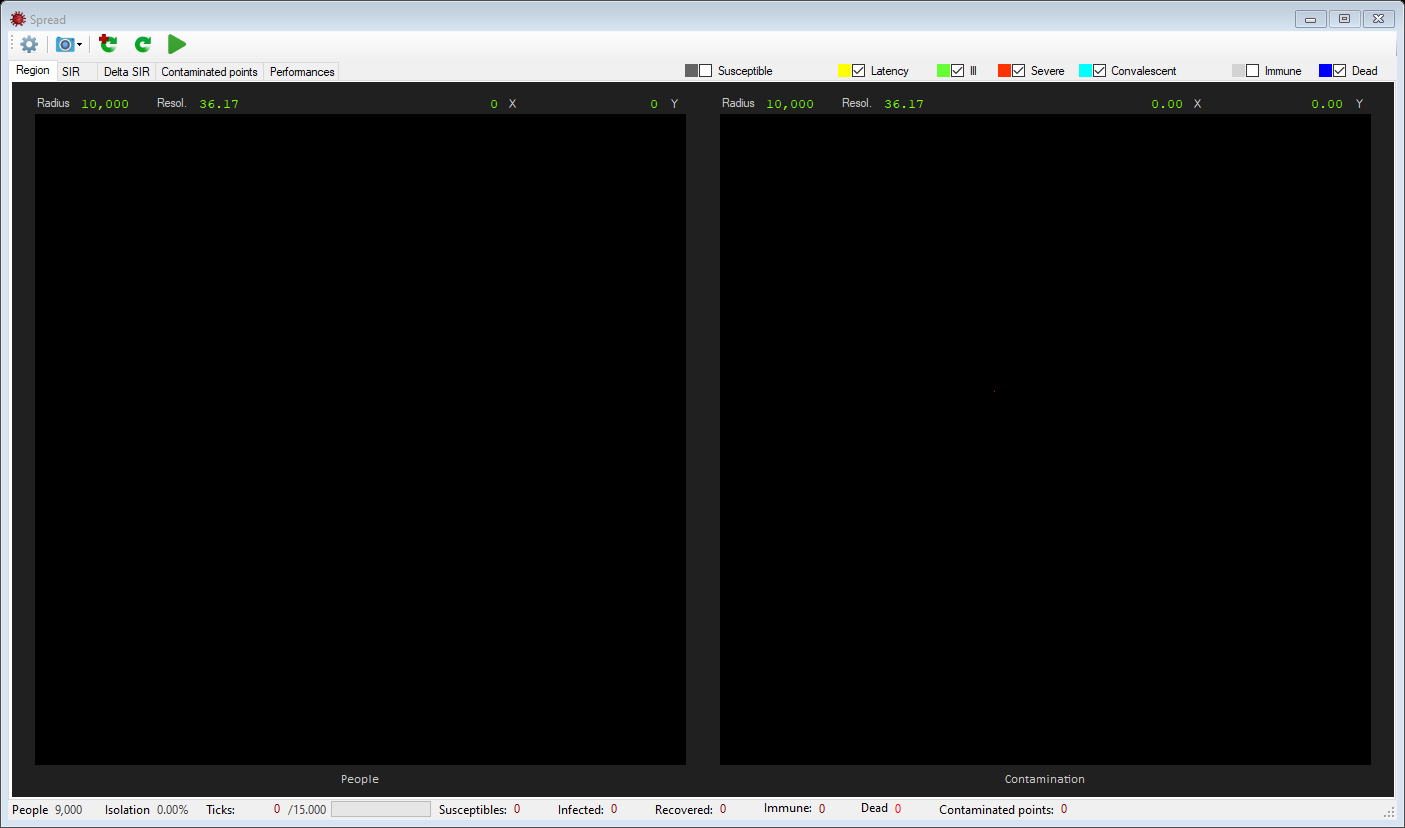 Spread
Region SIR Delta SIR Contaminated points Performances Susceptible Latency Ill Severe Convalescent Immune Dead
Radius 10,000 Resol. 36.17 0 X 0 Y Radius 10,000 Resol. 36.17 0.00 X 0.00 Y
People Contamination
People 9,000 Isolation 0.00% Ticks: 0 /15.000 Susceptibles: 0 Infected: 0 Recovered: 0 Immune: 0 Dead 0 Contaminated points: 0